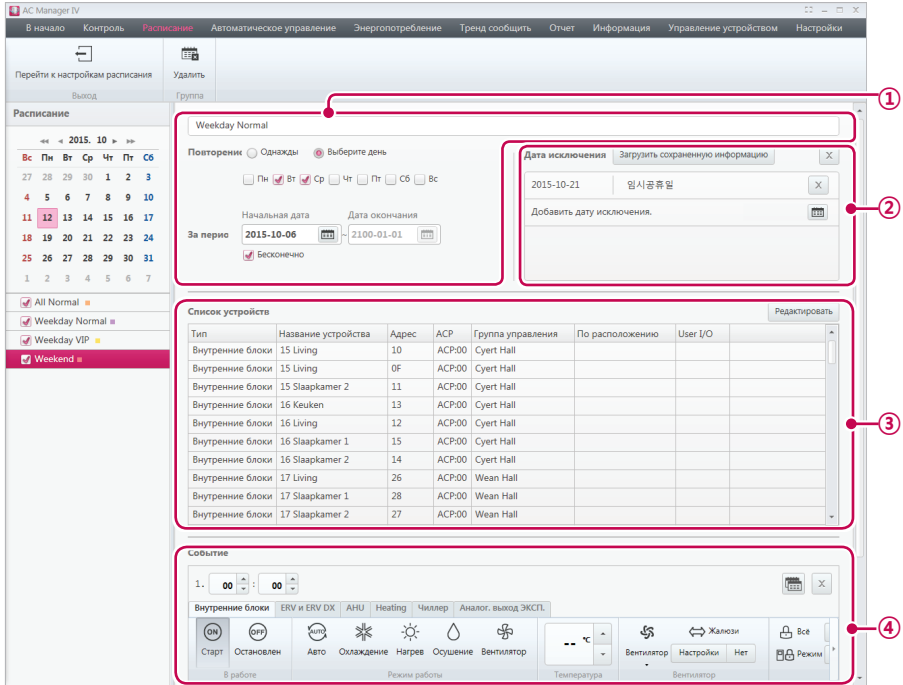 AC Manager IV
В начало Контроль Расписание Автоматическое управление Энергопотребление Тренд сообщить Отчет Информация Управление устройством Настройки
Перейти к настройкам расписания Удалить
Выход Группа
①
Расписание
2015. 10
Вс Пн Вт Ср Чт Пт Сб
27 28 29 30 1 2 3
4 5 6 7 8 9 10
11 12 13 14 15 16 17
18 19 20 21 22 23 24
25 26 27 28 29 30 31
1 2 3 4 5 6 7
All Normal
Weekday Normal
Weekday VIP
Weekend
Weekday Normal
Повторение Однажды Выберите день
Пн Вт Ср Чт Пт Сб Вс
Начальная дата Дата окончания
За перио 2015-10-06 ~ 2100-01-01
Бесконечно
Дата исключения Загрузить сохраненную информацию X
2015-10-21 임시공휴일 X
Добавить дату исключения.
②
Список устройств Редактировать
Тип Название устройства Адрес ACP Группа управления По расположению User I/O
Внутренние блоки 15 Living 10 ACP:00 Cyert Hall
Внутренние блоки 15 Living 0F ACP:00 Cyert Hall
Внутренние блоки 15 Slaapkamer 2 11 ACP:00 Cyert Hall
Внутренние блоки 16 Keuken 13 ACP:00 Cyert Hall
Внутренние блоки 16 Living 12 ACP:00 Cyert Hall
Внутренние блоки 16 Slaapkamer 1 15 ACP:00 Cyert Hall
Внутренние блоки 16 Slaapkamer 2 14 ACP:00 Cyert Hall
Внутренние блоки 17 Living 26 ACP:00 Wean Hall
Внутренние блоки 17 Slaapkamer 1 28 ACP:00 Wean Hall
Внутренние блоки 17 Slaapkamer 2 27 ACP:00 Wean Hall
③
Событие
1. 00 : 00 X
Внутренние блоки ERV и ERV DX AHU Heating Чиллер Аналог. выход ЭКСП.
ON OFF AUTO -- °C Жалюзи Всё
Старт Остановлен Авто Охлаждение Нагрев Осушение Вентилятор Вентилятор Настройки Нет Режим
В работе Режим работы Температура Вентилятор
④